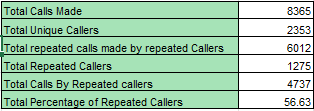 Total Calls Made 8365
Total Unique Callers 2353
Total repeated calls made by repeated Callers 6012
Total Repeated Callers 1275
Total Calls By Repeated callers 4737
Total Percentage of Repeated Callers 56.63